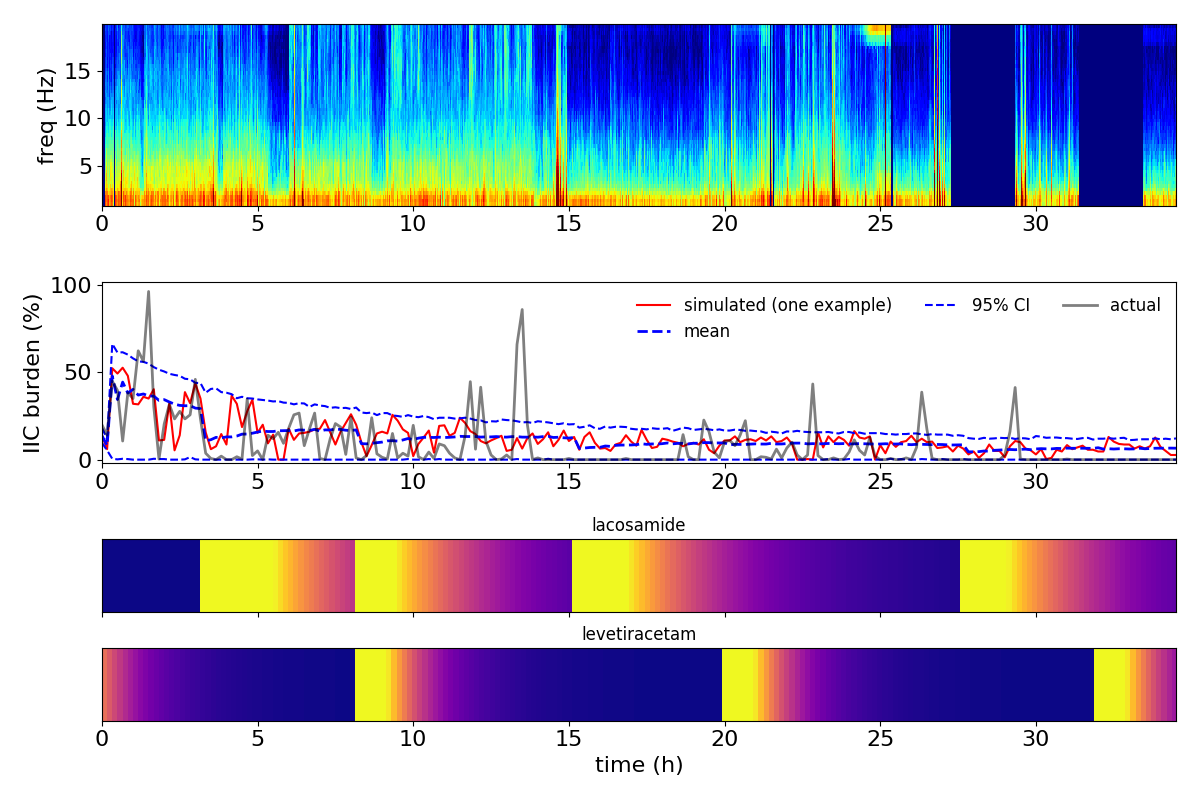 freq (Hz)
15
10
5
0 5 10 15 20 25 30
IIC burden (%)
100
50
0
simulated (one example) 95% CI actual
mean
0 5 10 15 20 25 30
lacosamide
levetiracetam
0 5 10 15 20 25 30
time (h)